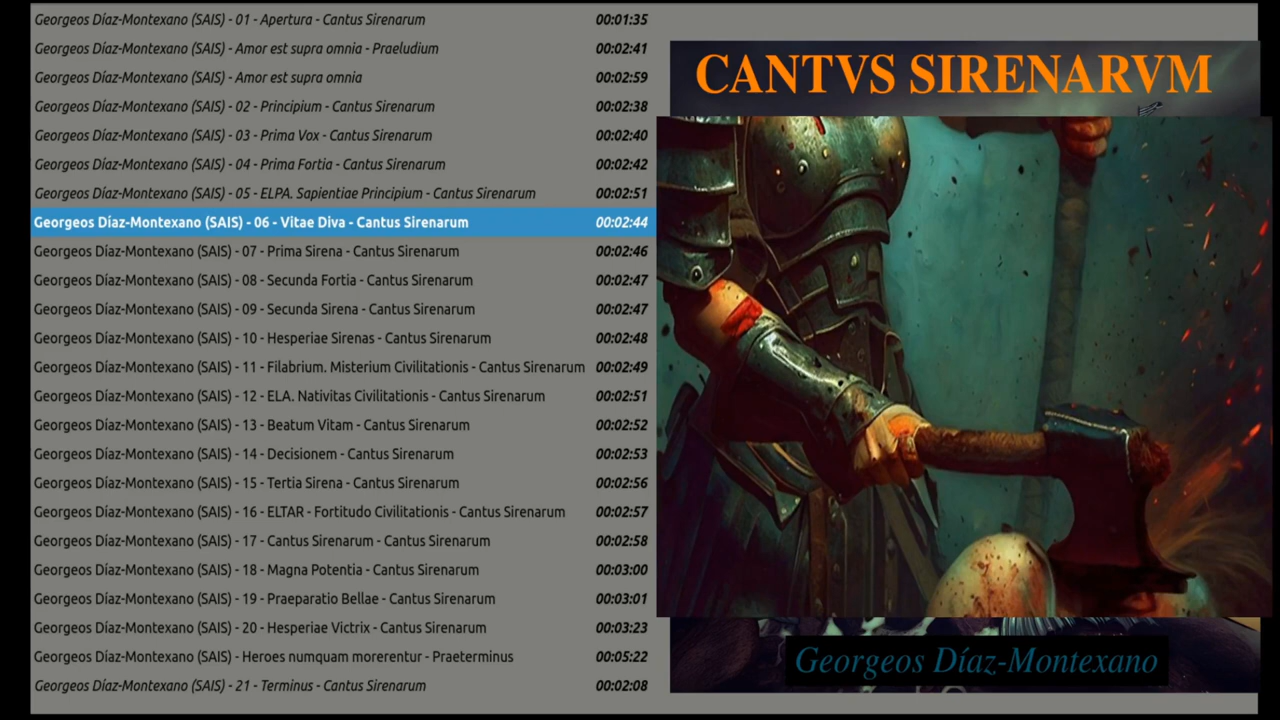 Georgeos Díaz-Montexano (SAIS) - 01 - Apertura - Cantus Sirenarum 00:01:35
Georgeos Díaz-Montexano (SAIS) - Amor est supra omnia - Praeludium 00:02:41
Georgeos Díaz-Montexano (SAIS) - Amor est supra omnia 00:02:59
Georgeos Díaz-Montexano (SAIS) - 02 - Principium - Cantus Sirenarum 00:02:38
Georgeos Díaz-Montexano (SAIS) - 03 - Prima Vox - Cantus Sirenarum 00:02:40
Georgeos Díaz-Montexano (SAIS) - 04 - Prima Fortia - Cantus Sirenarum 00:02:42
Georgeos Díaz-Montexano (SAIS) - 05 - ELPA. Sapientiae Principium - Cantus Sirenarum 00:02:51
Georgeos Díaz-Montexano (SAIS) - 06 - Vitae Diva - Cantus Sirenarum 00:02:44
Georgeos Díaz-Montexano (SAIS) - 07 - Prima Sirena - Cantus Sirenarum 00:02:46
Georgeos Díaz-Montexano (SAIS) - 08 - Secunda Fortia - Cantus Sirenarum 00:02:47
Georgeos Díaz-Montexano (SAIS) - 09 - Secunda Sirena - Cantus Sirenarum 00:02:47
Georgeos Díaz-Montexano (SAIS) - 10 - Hesperiae Sirenas - Cantus Sirenarum 00:02:48
Georgeos Díaz-Montexano (SAIS) - 11 - Filabrium. Misterium Civilitationis - Cantus Sirenarum 00:02:49
Georgeos Díaz-Montexano (SAIS) - 12 - ELA. Nativitas Civilitationis - Cantus Sirenarum 00:02:51
Georgeos Díaz-Montexano (SAIS) - 13 - Beatum Vitam - Cantus Sirenarum 00:02:52
Georgeos Díaz-Montexano (SAIS) - 14 - Decisionem - Cantus Sirenarum 00:02:53
Georgeos Díaz-Montexano (SAIS) - 15 - Tertia Sirena - Cantus Sirenarum 00:02:56
Georgeos Díaz-Montexano (SAIS) - 16 - ELTAR - Fortitudo Civilitationis - Cantus Sirenarum 00:02:57
Georgeos Díaz-Montexano (SAIS) - 17 - Cantus Sirenarum - Cantus Sirenarum 00:02:58
Georgeos Díaz-Montexano (SAIS) - 18 - Magna Potentia - Cantus Sirenarum 00:03:00
Georgeos Díaz-Montexano (SAIS) - 19 - Praeparatio Bellae - Cantus Sirenarum 00:03:01
Georgeos Díaz-Montexano (SAIS) - 20 - Hesperiae Victrix - Cantus Sirenarum 00:03:23
Georgeos Díaz-Montexano (SAIS) - Heroes numquam morerentur - Praeterminus 00:05:22
Georgeos Díaz-Montexano (SAIS) - 21 - Terminus - Cantus Sirenarum 00:02:08
CANTVS SIRENARVM
Georgeos Díaz-Montexano